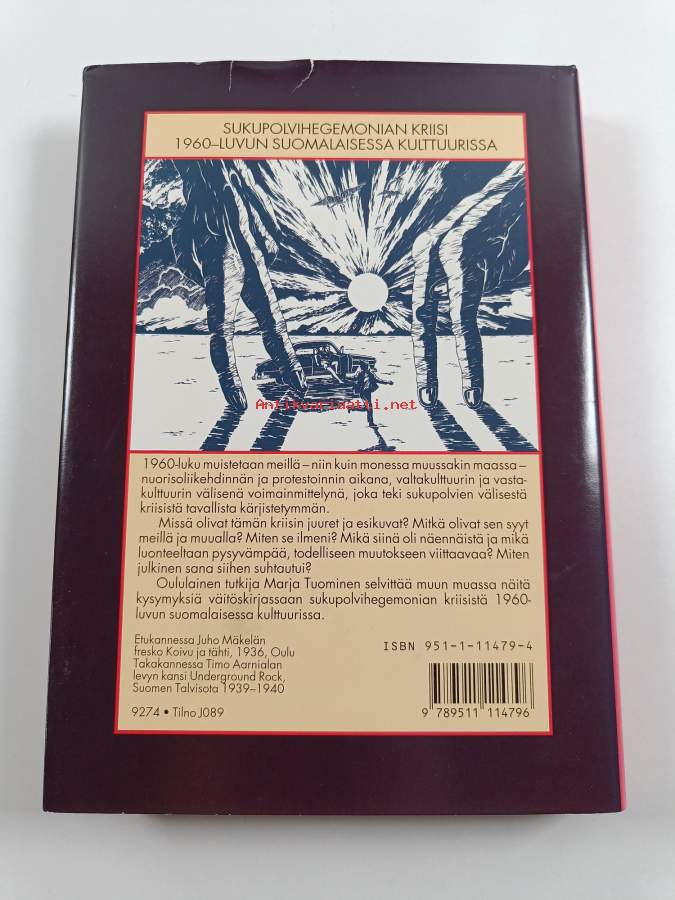 SUKUPOLVIHEGEMONIAN KRIISI
1960–LUVUN SUOMALAISESSA KULTTUURISSA
Antikvariaatti.net
1960-luku muistetaan meillä – niin kuin monessa muussakin maassa –
nuorisoliikehdinnän ja protestoinnin aikana, valtakulttuurin ja vasta-
kulttuurin välisenä voimainmittelynä, joka teki sukupolvien välisestä
kriisistä tavallista kärjistetymmän.
Missä olivat tämän kriisin juuret ja esikuvat? Mitkä olivat sen syyt
meillä ja muualla? Miten se ilmeni? Mikä siinä oli näennäistä ja mikä
luonteeltaan pysyvämpää, todelliseen muutokseen viittaavaa? Miten
julkinen sana siihen suhtautui?
Oululainen tutkija Marja Tuominen selvittää muun muassa näitä
kysymyksiä väitöskirjassaan sukupolvihegemonian kriisistä 1960-
luvun suomalaisessa kulttuurissa.
Etukannessa Juho Mäkelän
fresko Koivu ja tähti, 1936, Oulu
Takakannessa Timo Aarnialan
levyn kansi Underground Rock,
Suomen Talvisota 1939–1940
9274 • Tilno J089
ISBN 951-1-11479-4
9 789511 114796